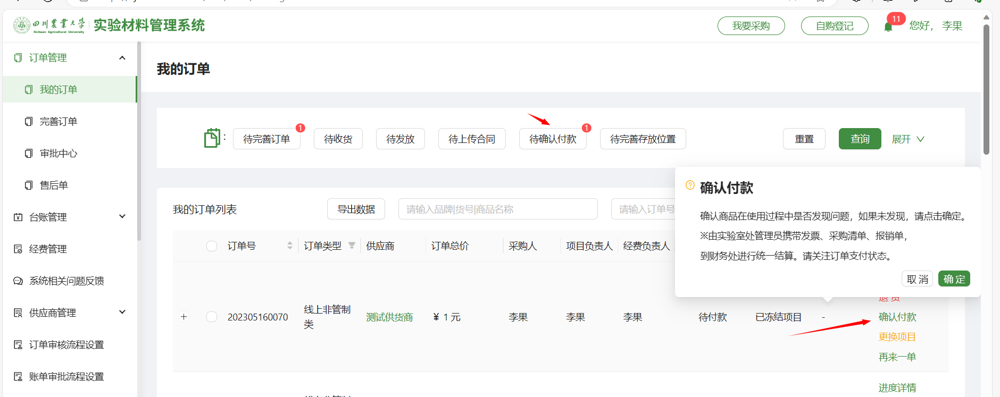 四川農業大學
Sichuan Agricultural University
实验材料管理系统
我要采购
自购登记
11
您好，
李果
订单管理
我的订单
完善订单
审批中心
售后单
台账管理
经费管理
系统相关问题反馈
供应商管理
订单审核流程设置
账单审批流程设置
我的订单
:
待完善订单
1
待收货
待发放
待上传合同
待确认付款
1
待完善存放位置
重置
查询
展开
确认付款
确认商品在使用过程中是否发现问题，如果未发现，请点击确定。
※由实验室处管理员携带发票、采购清单、报销单，
到财务处进行统一结算。请关注订单支付状态。
取 消
确 定
我的订单列表
导出数据
请输入品牌|货号|商品名称
请输入订单号
订单号
订单类型
供应商
订单总价
采购人
项目负责人
经费负责人
202305160070
线上非管制
类
测试供货商
¥ 1 元
李果
李果
李果
待付款
已冻结项目
-
退 货
确认付款
更换项目
再来一单
进度详情